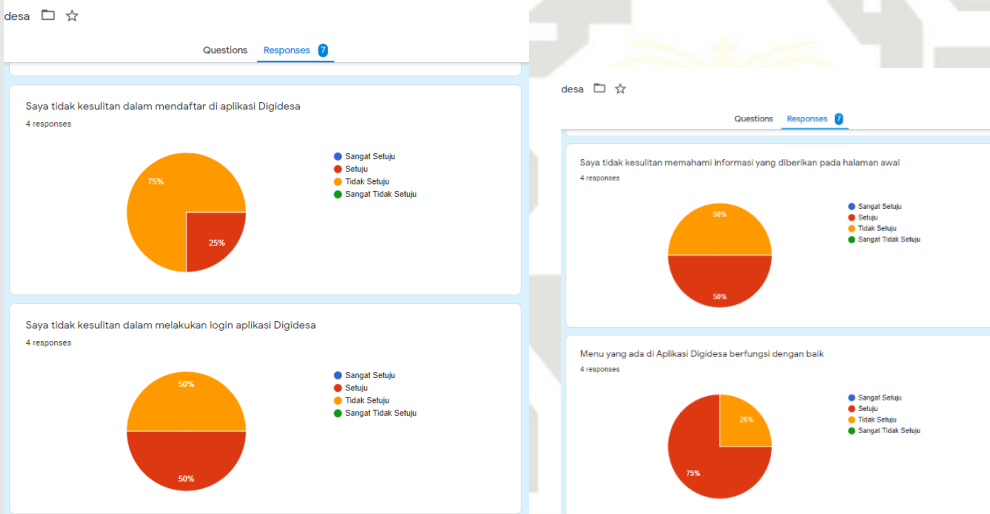 desa
Questions Responses 7
Saya tidak kesulitan dalam mendaftar di aplikasi Digidesa
4 responses
75%
25%
Sangat Setuju
Setuju
Tidak Setuju
Sangat Tidak Setuju
Saya tidak kesulitan dalam melakukan login aplikasi Digidesa
4 responses
50%
50%
Sangat Setuju
Setuju
Tidak Setuju
Sangat Tidak Setuju
desa
Questions Responses 7
Saya tidak kesulitan memahami informasi yang diberikan pada halaman awal
4 responses
50%
50%
Sangat Setuju
Setuju
Tidak Setuju
Sangat Tidak Setuju
Menu yang ada di Aplikasi Digidesa berfungsi dengan baik
4 responses
25%
75%
Sangat Setuju
Setuju
Tidak Setuju
Sangat Tidak Setuju